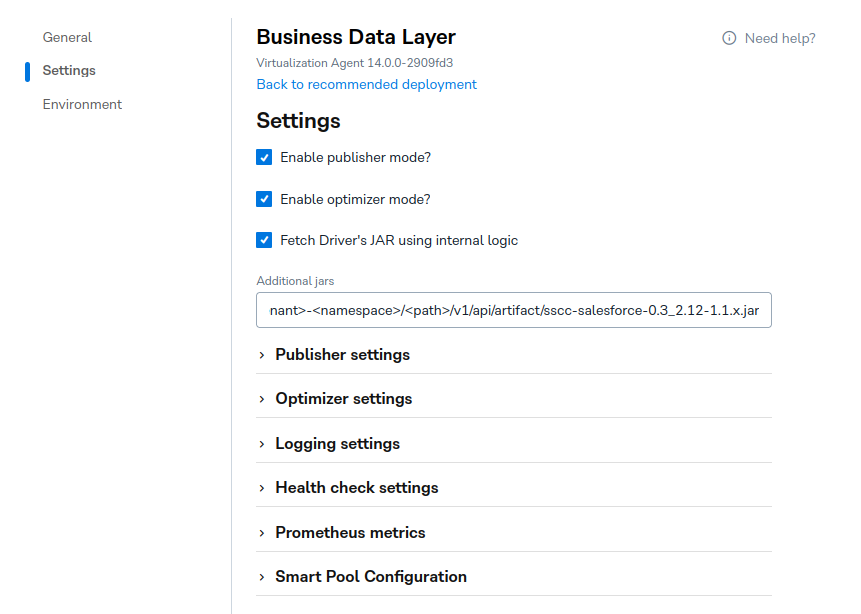 General
Settings
Environment
Business Data Layer
Need help?
Virtualization Agent 14.0.0-2909fd3
Back to recommended deployment
Settings
Enable publisher mode?
Enable optimizer mode?
Fetch Driver's JAR using internal logic
Additional jars
nant>-<namespace>/<path>/v1/api/artifact/sscc-salesforce-0.3_2.12-1.1.x.jar
Publisher settings
Optimizer settings
Logging settings
Health check settings
Prometheus metrics
Smart Pool Configuration